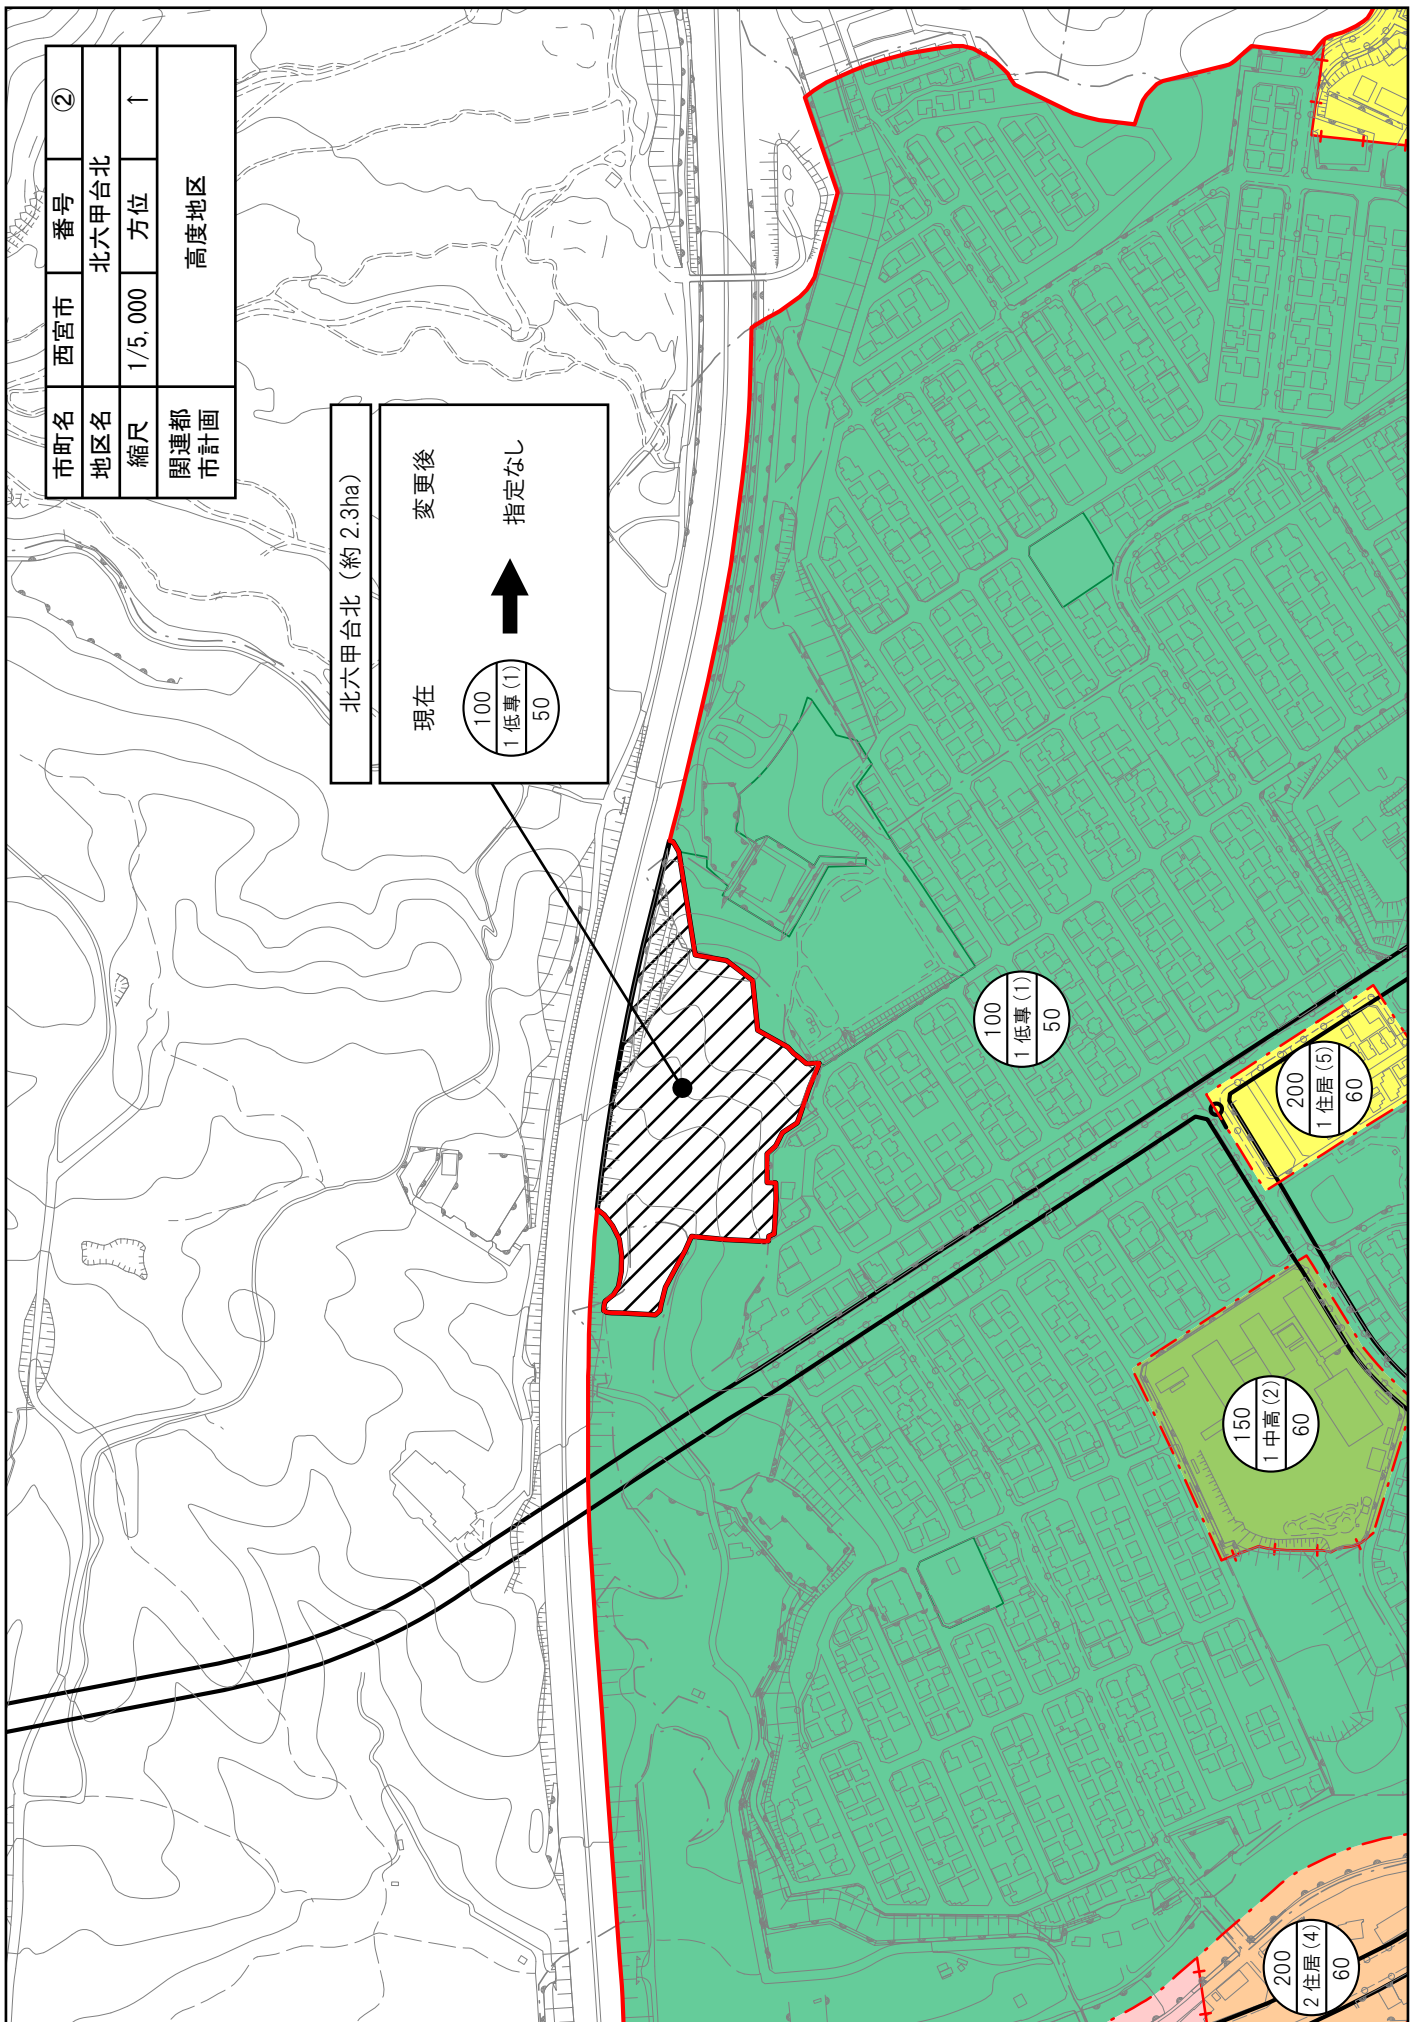 市町名 西宮市 番号 ②
地区名 北六甲台北
縮尺 1/5,000 方位 ↑
関連都
市計画
高度地区
北六甲台北（約 2.3ha）
現在 変更後
100
1 低専(1)
50
指定なし
100
1 低専(1)
50
200
1 住居(5)
60
150
1 中高(2)
60
200
2 住居(4)
60